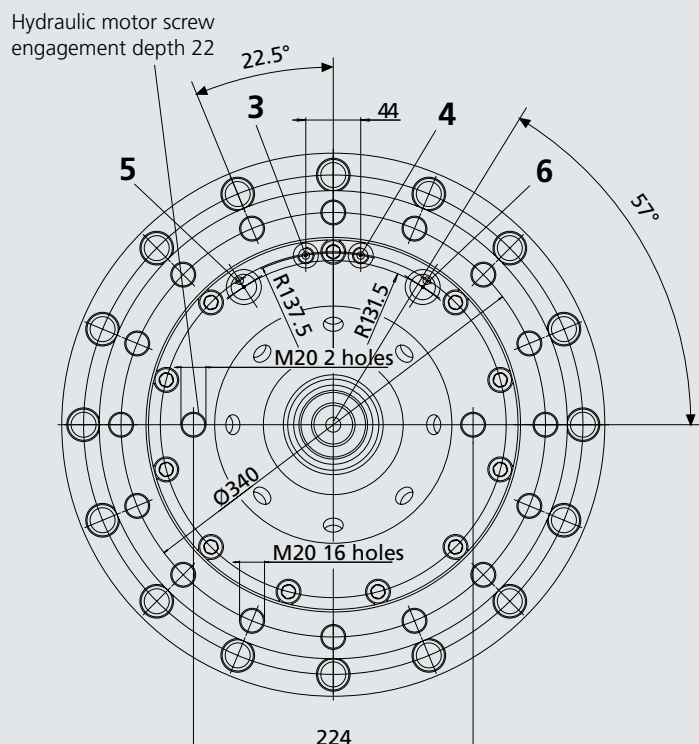 Hydraulic motor screw
engagement depth 22
22.5°
3
44
4
5
6
57°
R137.5
R131.5
M20 2 holes
Ø340
M20 16 holes
224